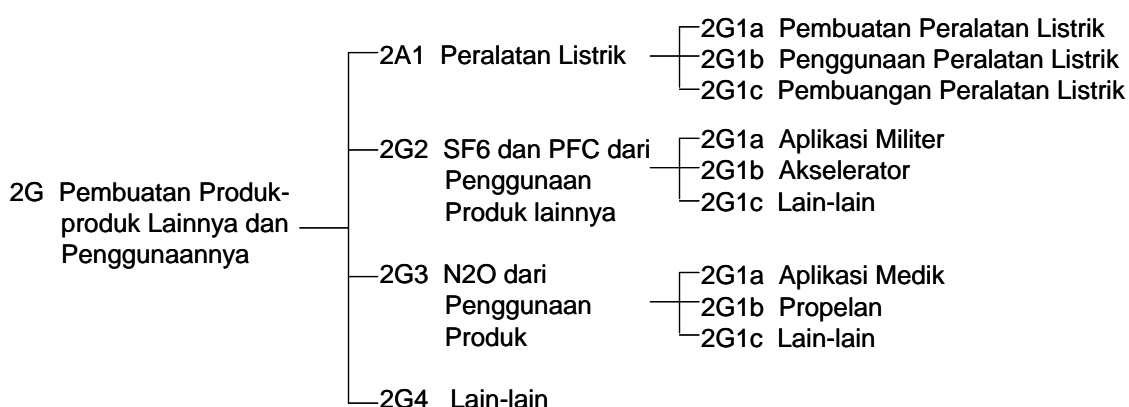 2G Pembuatan Produk-
produk Lainnya dan
Penggunaannya
2A1 Peralatan Listrik
2G1a Pembuatan Peralatan Listrik
2G1b Penggunaan Peralatan Listrik
2G1c Pembuangan Peralatan Listrik
2G2 SF6 dan PFC dari
Penggunaan
Produk lainnya
2G1a Aplikasi Militer
2G1b Akselerator
2G1c Lain-lain
2G3 N2O dari
Penggunaan
Produk
2G1a Aplikasi Medik
2G1b Propelan
2G1c Lain-lain
2G4 Lain-lain